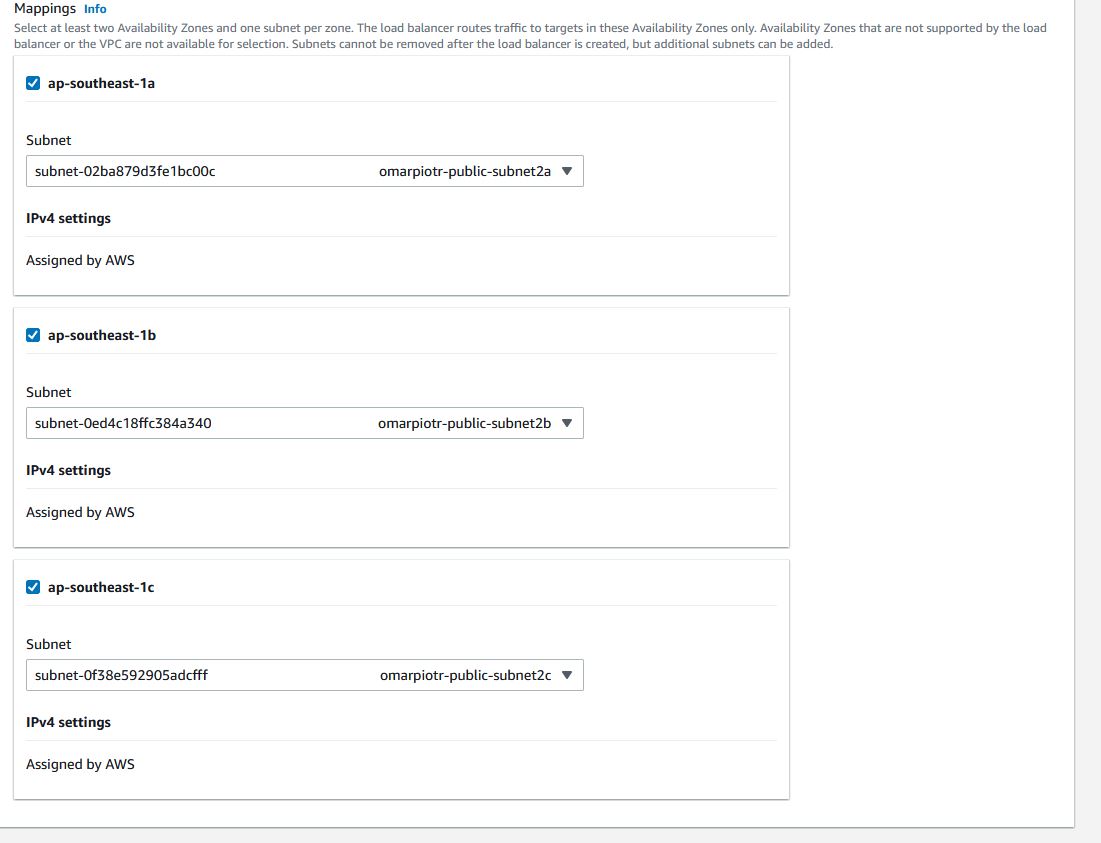 Mappings Info
Select at least two Availability Zones and one subnet per zone. The load balancer routes traffic to targets in these Availability Zones only. Availability Zones that are not supported by the load
balancer or the VPC are not available for selection. Subnets cannot be removed after the load balancer is created, but additional subnets can be added.
ap-southeast-1a
Subnet
subnet-02ba879d3fe1bc00c omarpiotr-public-subnet2a
IPv4 settings
Assigned by AWS
ap-southeast-1b
Subnet
subnet-0ed4c18ffc384a340 omarpiotr-public-subnet2b
IPv4 settings
Assigned by AWS
ap-southeast-1c
Subnet
subnet-0f38e592905adcfff omarpiotr-public-subnet2c
IPv4 settings
Assigned by AWS